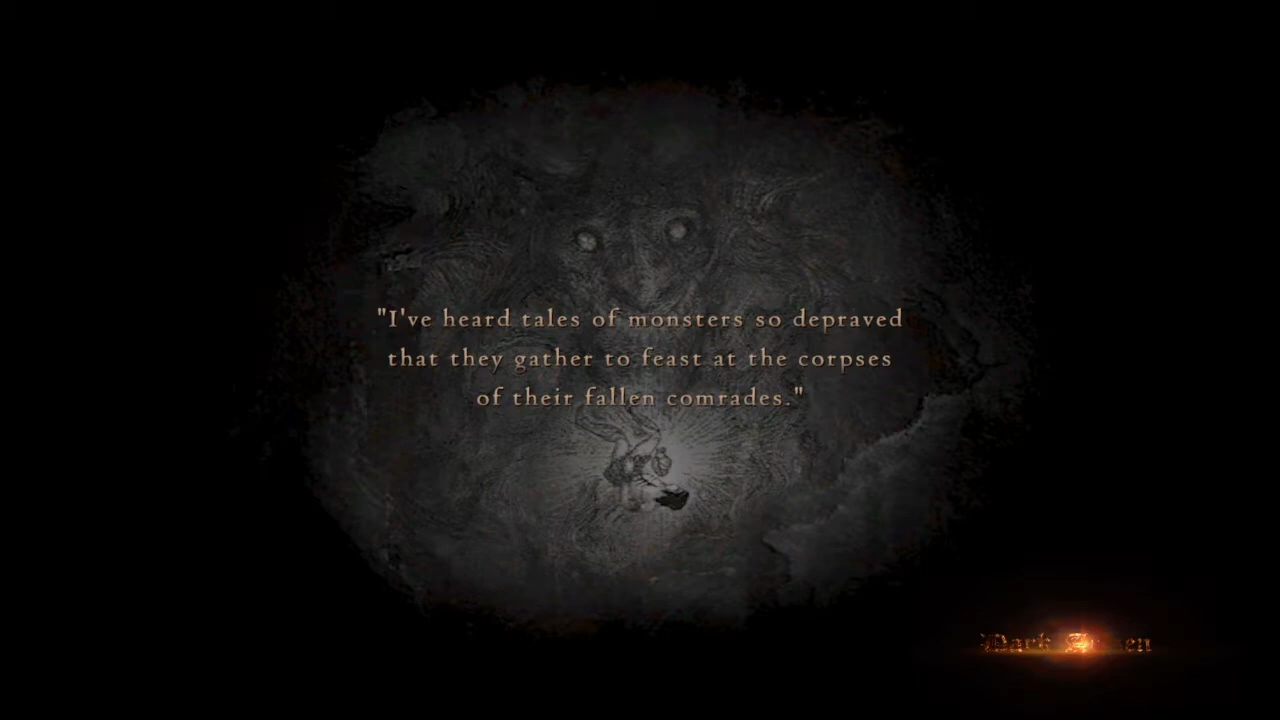 "I've heard tales of monsters so depraved
that they gather to feast at the corpses
of their fallen comrades."
Dark